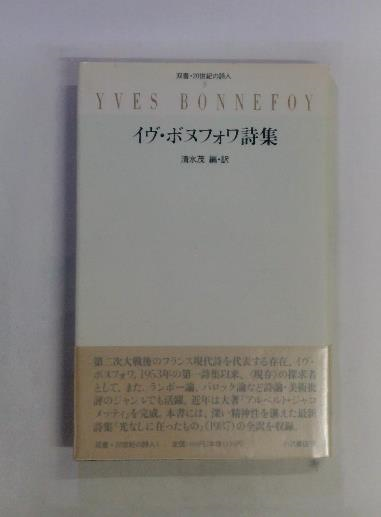 双書・20世紀の詩人
YVES BONNEFOY
イヴ・ボヌフォワ詩集
清水茂 編・訳
第二次大戦後のフランス現代詩を代表する存在、イヴ・
ボヌフォワ。1953年の第一詩集以来、〈現存〉の探求者
として、また、ランボー論、バロック論など詩論・美術批
評のジャンルでも活躍。近年は大著『アルベルト・ジャコ
メッティ』を完成。本書には、深い精神性を湛えた最新
詩集『光なしに在ったもの』(1987)の全訳を収録。
双書・20世紀の詩人
小沢書店